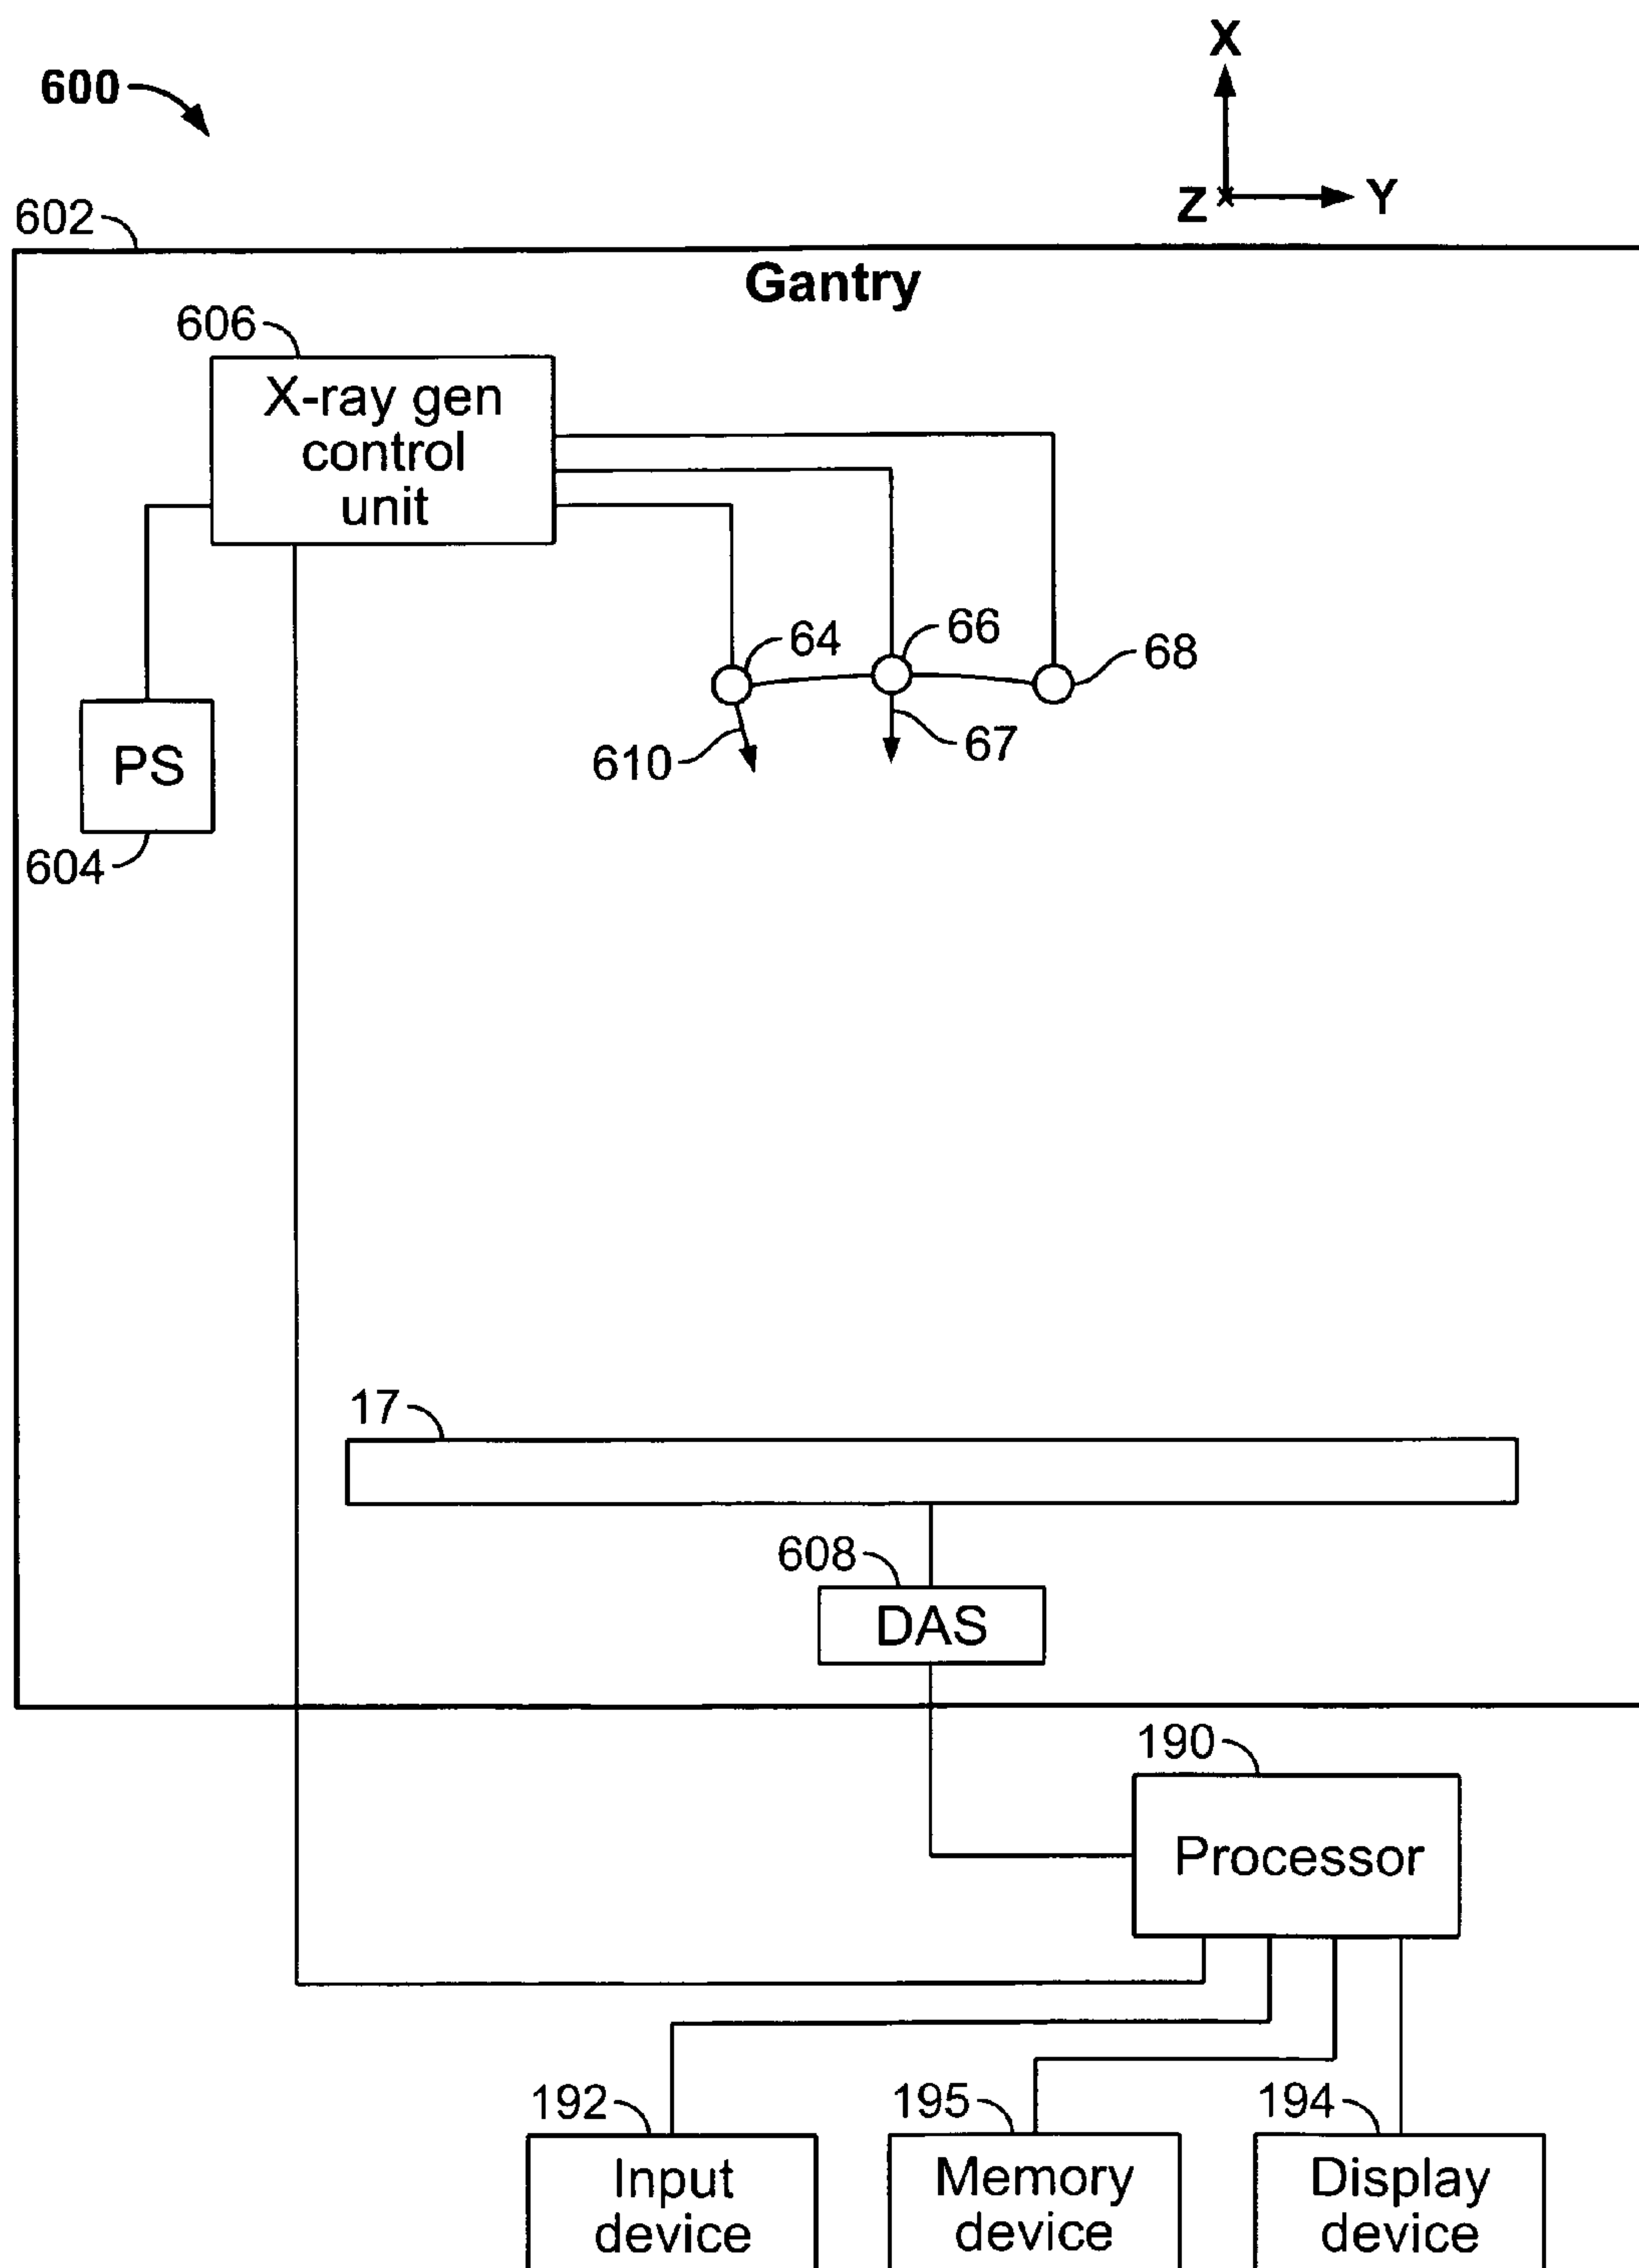 X
600
Z
Y
602
Gantry
606
X-ray gen
control
unit
64
66
68
610
67
PS
604
17
608
DAS
190
Processor
192
195
194
Input
device
Memory
device
Display
device